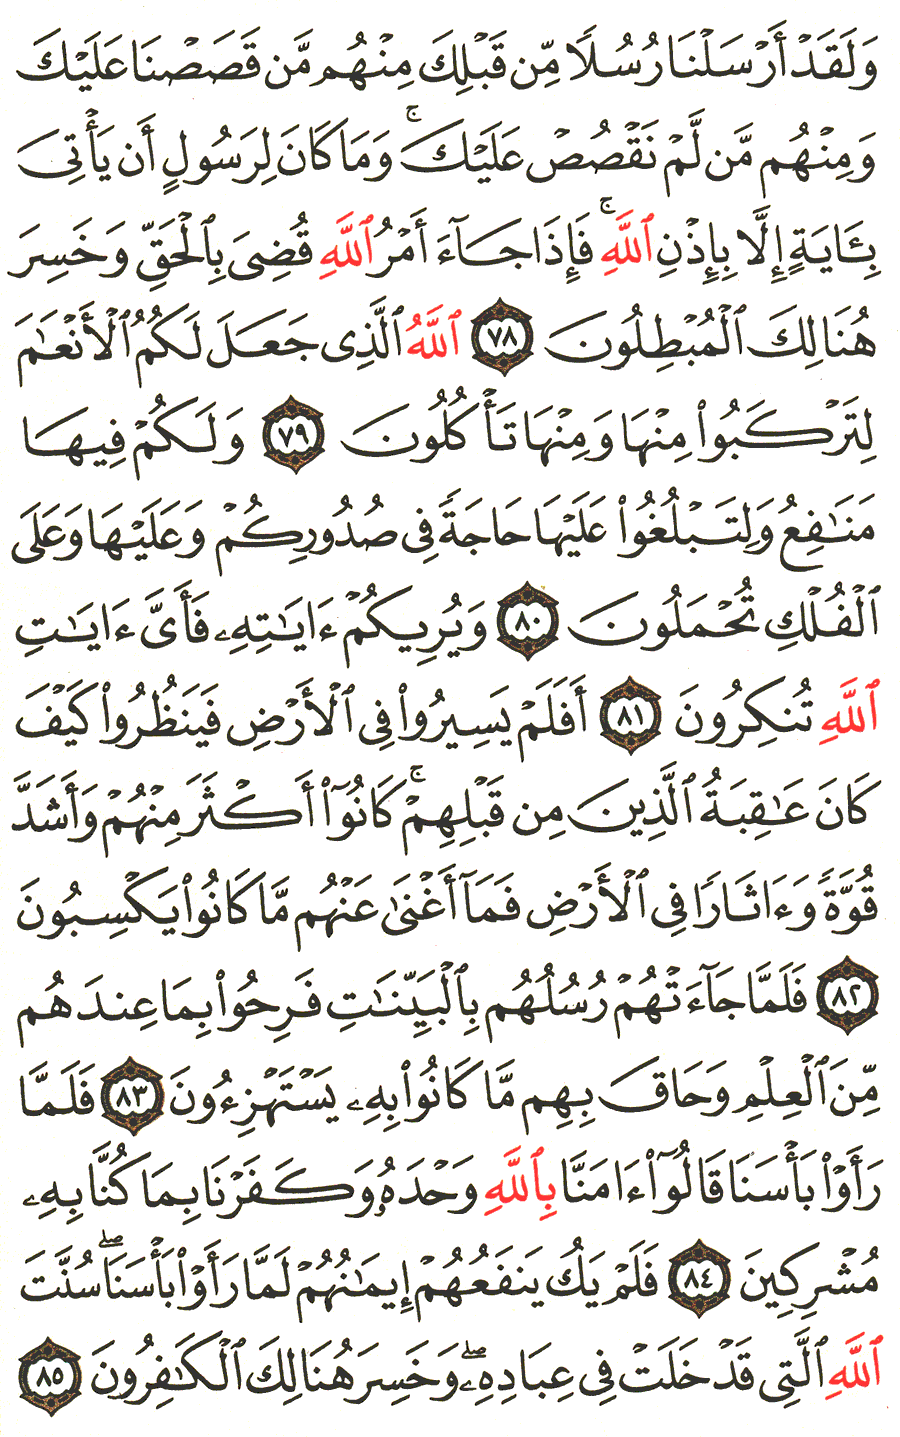 وَلَقَدْ أَرْسَلْنَا رُسُلًا مِّن قَبْلِكَ مِنْهُم مَّن قَصَصْنَا عَلَيْكَ
وَمِنْهُم مَّن لَّمْ نَقْصُصْ عَلَيْكَ ۗ وَمَا كَانَ لِرَسُولٍ أَن يَأْتِىَ
بِـَٔايَةٍ إِلَّا بِإِذْنِ ٱللَّهِ ۚ فَإِذَا جَآءَ أَمْرُ ٱللَّهِ قُضِىَ بِٱلْحَقِّ وَخَسِرَ
هُنَالِكَ ٱلْمُبْطِلُونَ ٧٨ ٱللَّهُ ٱلَّذِى جَعَلَ لَكُمُ ٱلْأَنْعَٰمَ
لِتَرْكَبُوا۟ مِنْهَا وَمِنْهَا تَأْكُلُونَ ٧٩ وَلَكُمْ فِيهَا
مَنَٰفِعُ وَلِتَبْلُغُوا۟ عَلَيْهَا حَاجَةً فِى صُدُورِكُمْ وَعَلَيْهَا وَعَلَى
ٱلْفُلْكِ تُحْمَلُونَ ٨٠ وَيُرِيكُمْ ءَايَٰتِهِۦ فَأَىَّ ءَايَٰتِ
ٱللَّهِ تُنكِرُونَ ٨١ أَفَلَمْ يَسِيرُوا۟ فِى ٱلْأَرْضِ فَيَنظُرُوا۟ كَيْفَ
كَانَ عَٰقِبَةُ ٱلَّذِينَ مِن قَبْلِهِمْ ۚ كَانُوٓا۟ أَكْثَرَ مِنْهُمْ وَأَشَدَّ
قُوَّةً وَءَاثَارًا فِى ٱلْأَرْضِ فَمَآ أَغْنَىٰ عَنْهُم مَّا كَانُوا۟ يَكْسِبُونَ
٨٢ فَلَمَّا جَآءَتْهُمْ رُسُلُهُم بِٱلْبَيِّنَٰتِ فَرِحُوا۟ بِمَا عِندَهُم
مِّنَ ٱلْعِلْمِ وَحَاقَ بِهِم مَّا كَانُوا۟ بِهِۦ يَسْتَهْزِءُونَ ٨٣ فَلَمَّا
رَأَوْا۟ بَأْسَنَا قَالُوٓا۟ ءَامَنَّا بِٱللَّهِ وَحْدَهُۥ وَكَفَرْنَا بِمَا كُنَّا بِهِۦ
مُشْرِكِينَ ٨٤ فَلَمْ يَكُ يَنفَعُهُمْ إِيمَٰنُهُمْ لَمَّا رَأَوْا۟ بَأْسَنَا ۖ سُنَّتَ
ٱللَّهِ ٱلَّتِى قَدْ خَلَتْ فِى عِبَادِهِۦ ۖ وَخَسِرَ هُنَالِكَ ٱلْكَٰفِرُونَ ٨٥